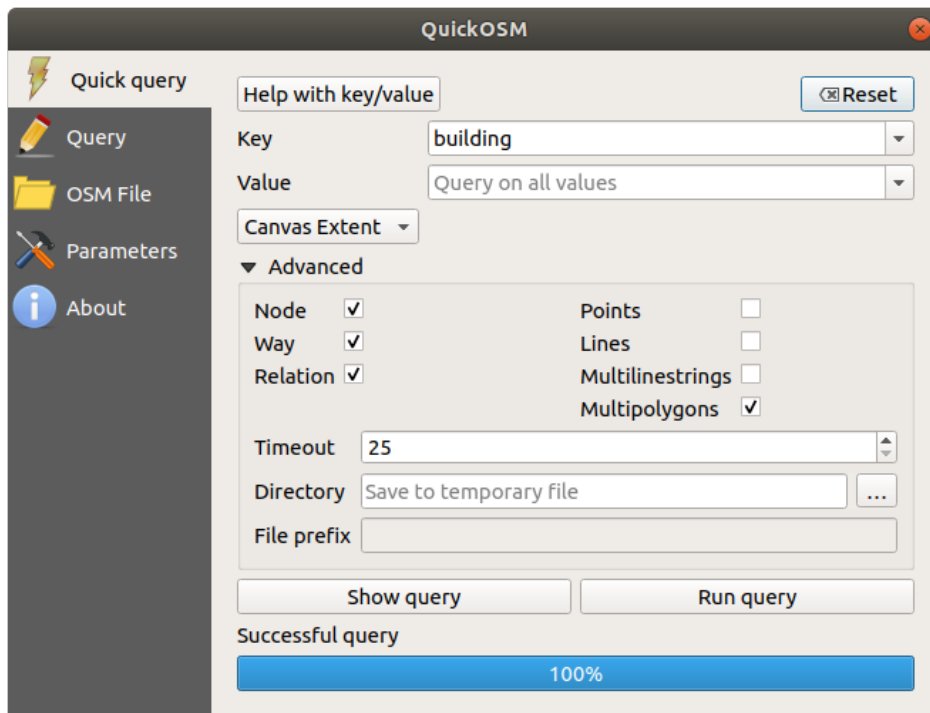 QuickOSM
Quick query
Query
OSM File
Parameters
About
Help with key/value
Reset
Key building
Value Query on all values
Canvas Extent
Advanced
Node Points
Way Lines
Relation Multilinestrings
Multipolygons
Timeout 25
Directory Save to temporary file ...
File prefix
Show query Run query
Successful query
100%